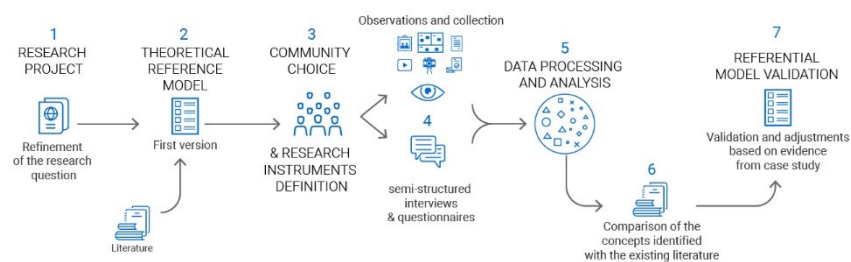 1
RESEARCH
PROJECT
Refinement
of the research
question
2
THEORETICAL
REFERENCE
MODEL
First version
Literature
3
COMMUNITY
CHOICE
& RESEARCH
INSTRUMENTS
DEFINITION
Observations and collection
4
semi-structured
interviews
& questionnaires
5
DATA PROCESSING
AND ANALYSIS
6
Comparison of the
concepts identified
with the existing literature
7
REFERENTIAL
MODEL VALIDATION
Validation and adjustments
based on evidence
from case study